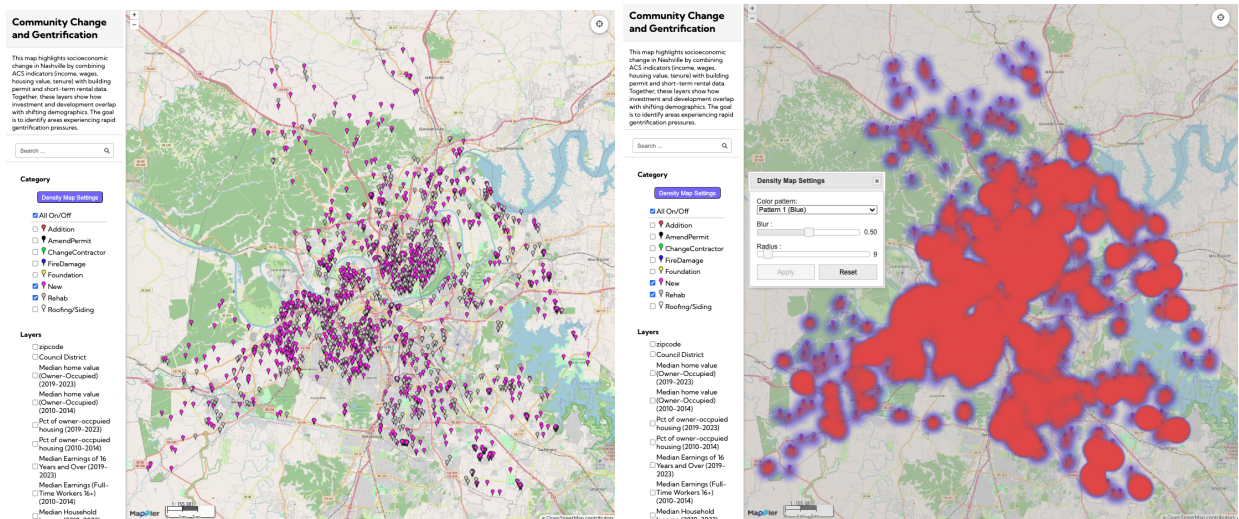 Community Change
and Gentrification
This map highlights socioeconomic
change in Nashville by combining
ACS indicators (income, wages,
housing value, tenure) with building
permit and short-term rental data.
Together, these layers show how
investment and development overlap
with shifting demographics. The goal
is to identify areas experiencing rapid
gentrification pressures.
Search ...
Category
Density Map Settings
All On/Off
Addition
AmendPermit
ChangeContractor
FireDamage
Foundation
New
Rehab
Roofing/Siding
Layers
zipcode
Council District
Median home value
(Owner-Occupied)
(2019-2023)
Median home value
(Owner-Occupied)
(2010-2014)
Pct of owner-occpuied
housing (2019-2023)
Pct of owner-occpuied
housing (2010-2014)
Median Earnings of 16
Years and Over (2019-
2023)
Median Earnings (Full-
Time Workers 16+)
(2010-2014)
Median Household
+
−
Mappler
© OpenStreetMap contributors
Community Change
and Gentrification
This map highlights socioeconomic
change in Nashville by combining
ACS indicators (income, wages,
housing value, tenure) with building
permit and short-term rental data.
Together, these layers show how
investment and development overlap
with shifting demographics. The goal
is to identify areas experiencing rapid
gentrification pressures.
Search ...
Category
Density Map Settings
All On/Off
Addition
AmendPermit
ChangeContractor
FireDamage
Foundation
New
Rehab
Roofing/Siding
Layers
zipcode
Council District
Median home value
(Owner-Occupied)
(2019-2023)
Median home value
(Owner-Occupied)
(2010-2014)
Pct of owner-occpuied
housing (2019-2023)
Pct of owner-occpuied
housing (2010-2014)
Median Earnings of 16
Years and Over (2019-
2023)
Median Earnings (Full-
Time Workers 16+)
(2010-2014)
Median Household
+
−
Density Map Settings
Color pattern:
Pattern 1 (Blue)
Blur :
0.50
Radius :
9
Apply
Reset
Mappler
© OpenStreetMap contributors